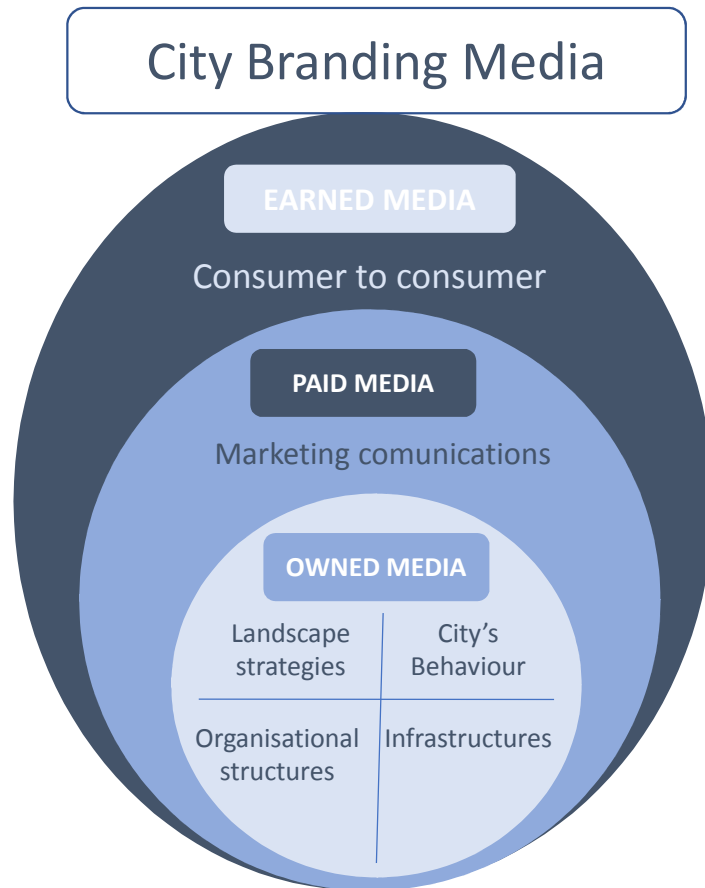 City Branding Media
EARNED MEDIA
Consumer to consumer
PAID MEDIA
Marketing comunications
OWNED MEDIA
Landscape
strategies
City's
Behaviour
Organisational
structures
Infrastructures